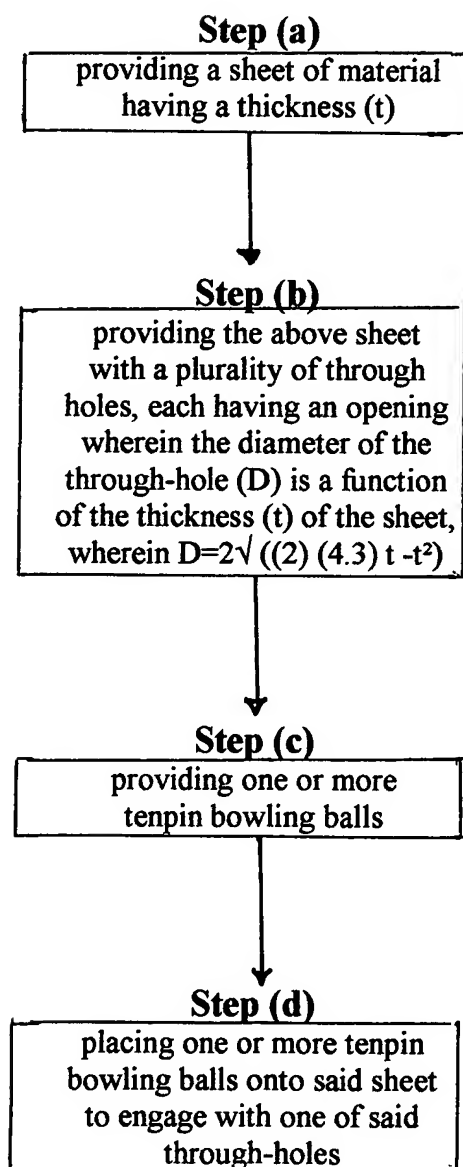 Step (a)
providing a sheet of material
having a thickness (t)
Step (b)
providing the above sheet
with a plurality of through
holes, each having an opening
wherein the diameter of the
through-hole (D) is a function
of the thickness (t) of the sheet,
wherein D=2√ ((2) (4.3) t -t²)
Step (c)
providing one or more
tenpin bowling balls
Step (d)
placing one or more tenpin
bowling balls onto said sheet
to engage with one of said
through-holes